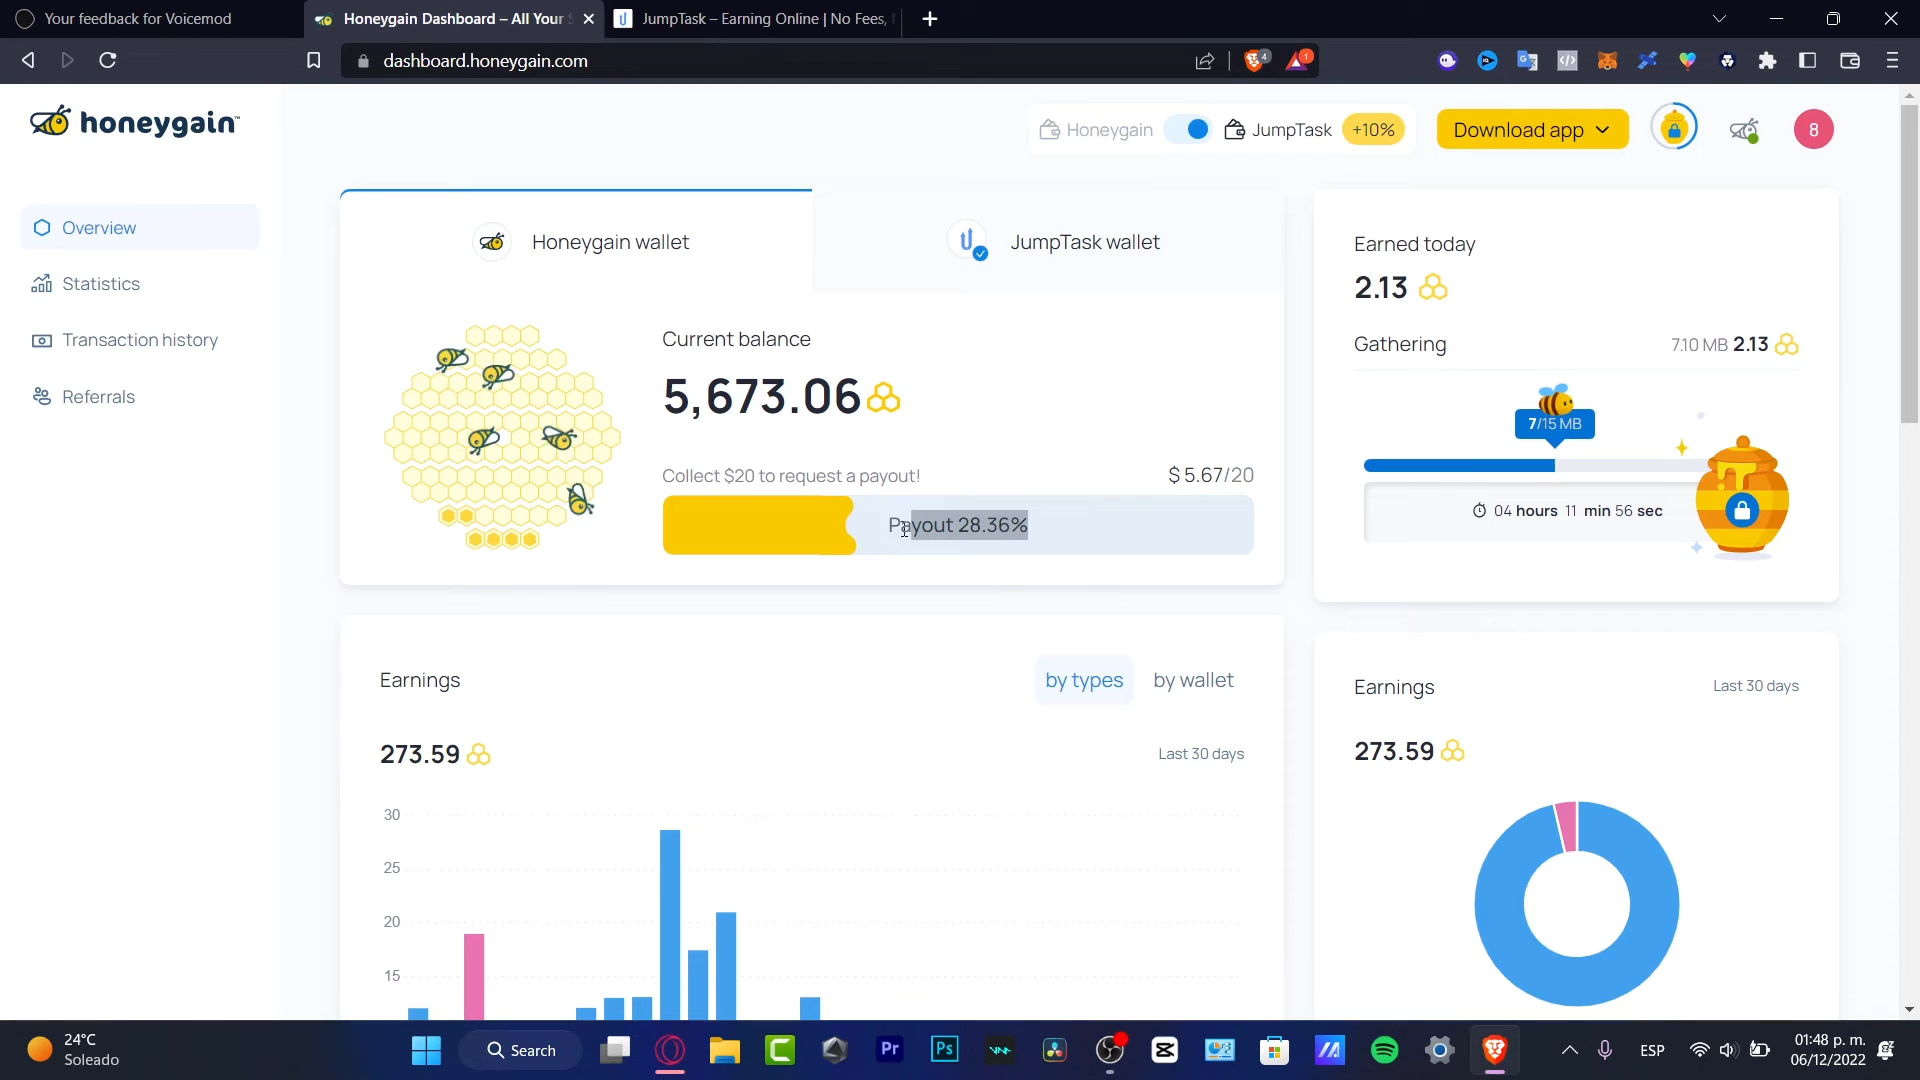 Your feedback for Voicemod
Honeygain Dashboard – All Your
JumpTask – Earning Online | No Fees,
dashboard.honeygain.com
4
1
honeygain™
Honeygain
JumpTask
+10%
Download app
8
Overview
Statistics
Transaction history
Referrals
Honeygain wallet
JumpTask wallet
Current balance
5,673.06
Collect $20 to request a payout!
$ 5.67/20
Payout 28.36%
Earned today
2.13
Gathering
7.10 MB 2.13
7/15 MB
04 hours 11 min 56 sec
Earnings
by types
by wallet
273.59
Last 30 days
30
25
20
15
Earnings
Last 30 days
273.59
24°C
Soleado
Search
Pr
Ps
ESP
01:48 p. m.
06/12/2022